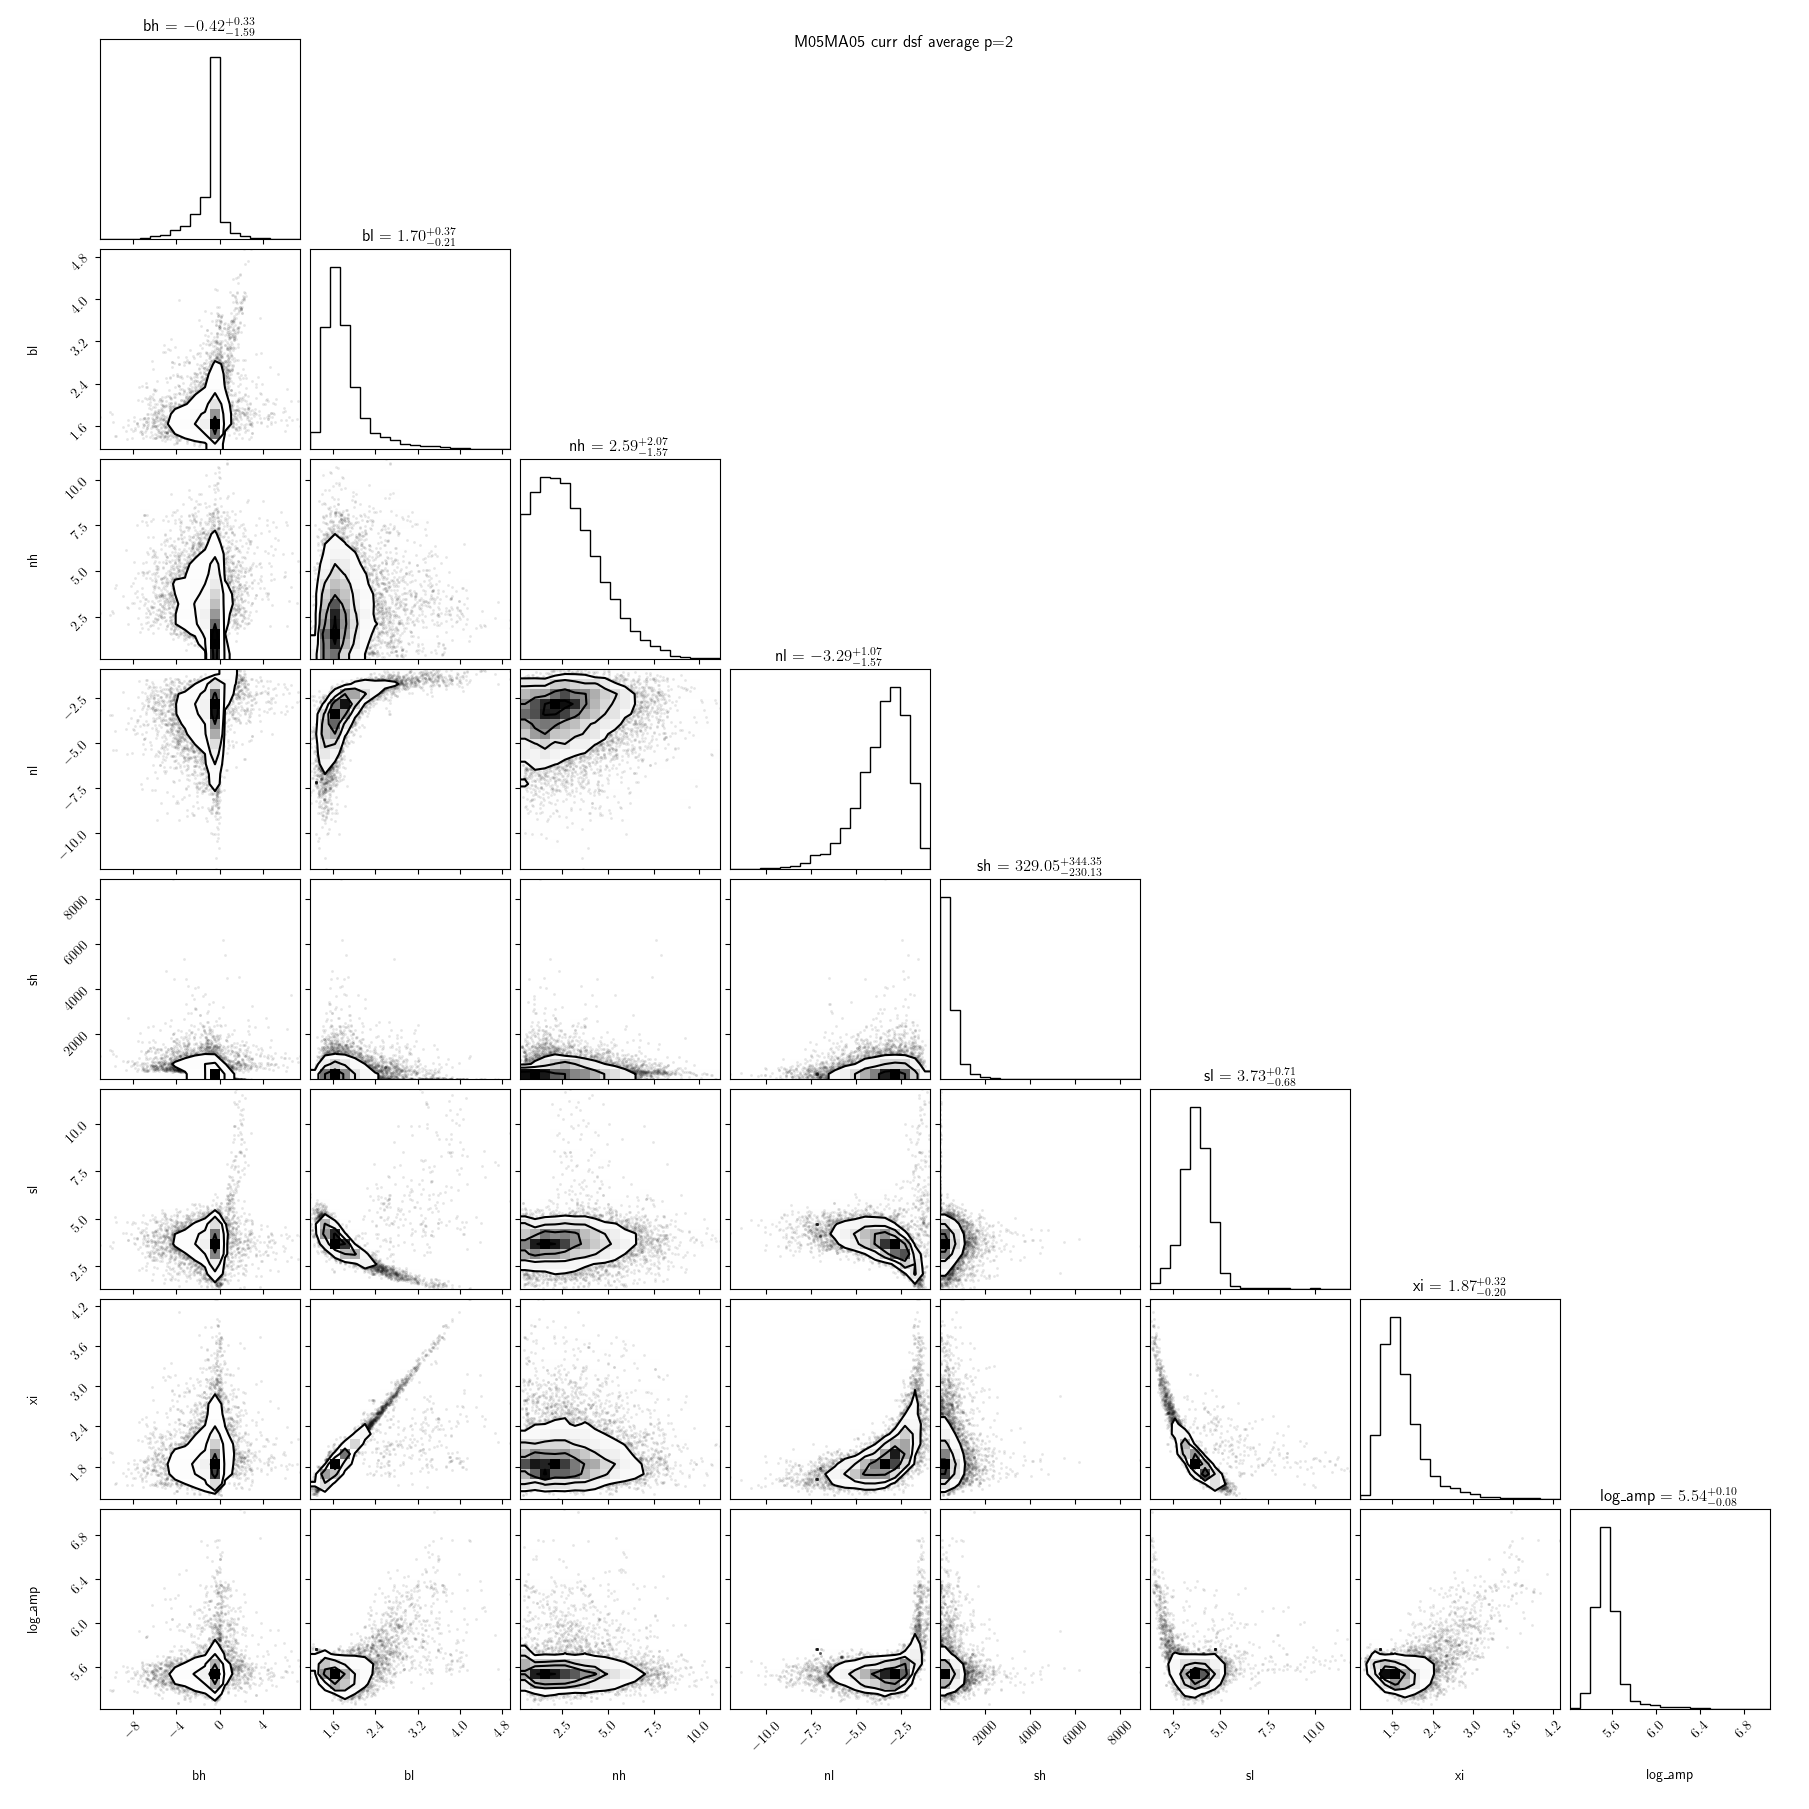 M05MA05 curr dsf average p=2
bh = −0.42 +0.33 −1.59
bl = 1.70 +0.37 −0.21
nh = 2.59 +2.07 −1.57
nl = −3.29 +1.07 −1.57
sh = 329.05 +344.35 −230.13
sl = 3.73 +0.71 −0.68
xi = 1.87 +0.32 −0.20
log_amp = 5.54 +0.10 −0.08
bl
4.8
4.0
3.2
2.4
1.6
nh
10.0
7.5
5.0
2.5
nl
−2.5
−5.0
−7.5
−10.0
sh
8000
6000
4000
2000
sl
10.0
7.5
5.0
2.5
xi
4.2
3.6
3.0
2.4
1.8
log_amp
6.8
6.4
6.0
5.6
−8 −4 0 4
1.6 2.4 3.2 4.0 4.8
2.5 5.0 7.5 10.0
−10.0 −7.5 −5.0 −2.5
2000 4000 6000 8000
2.5 5.0 7.5 10.0
1.8 2.4 3.0 3.6 4.2
5.6 6.0 6.4 6.8
bh bl nh nl sh sl xi log_amp